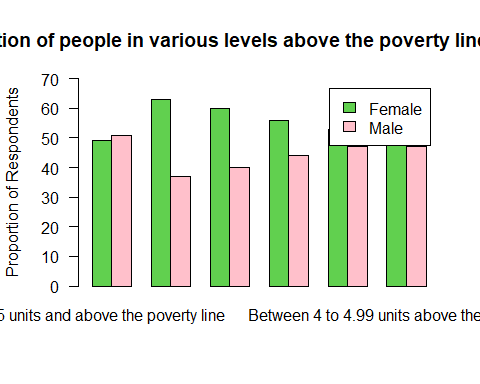 tion of people in various levels above the poverty line
Proportion of Respondents
70
60
50
40
30
20
10
0
Female
Male
5 units and above the poverty line
Between 4 to 4.99 units above the